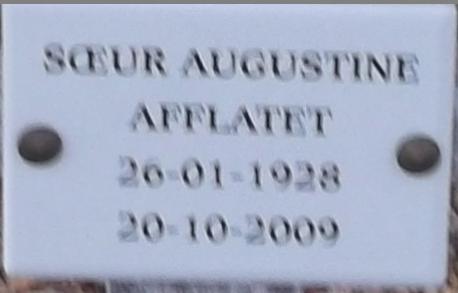 SŒUR AUGUSTINE
AFFLATET
26-01-1928
20-10-2009